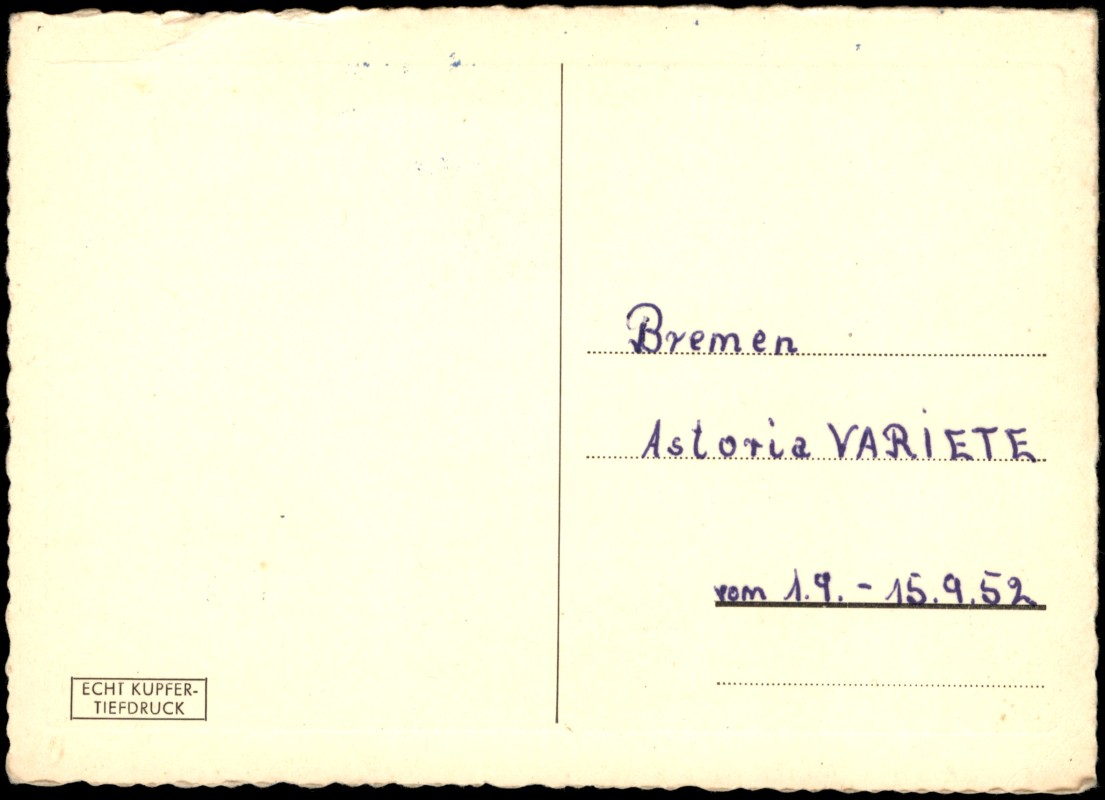 Bremen
Astoria VARIETE
vom 1.9. - 15.9.52
ECHT KUPFER-
TIEFDRUCK